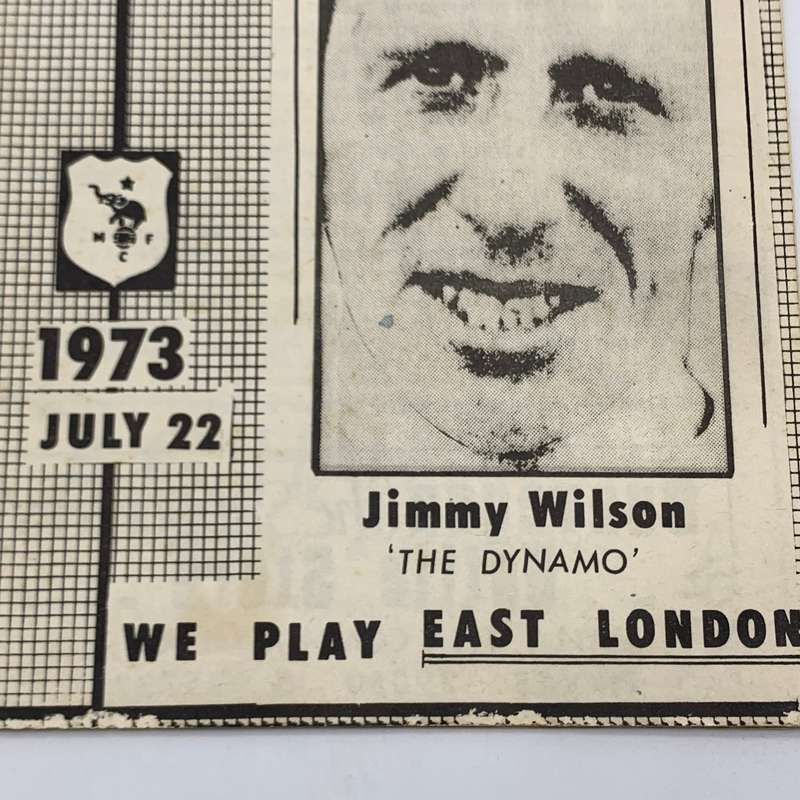 M F
C
1973
JULY 22
Jimmy Wilson
'THE DYNAMO'
WE PLAY EAST LONDON